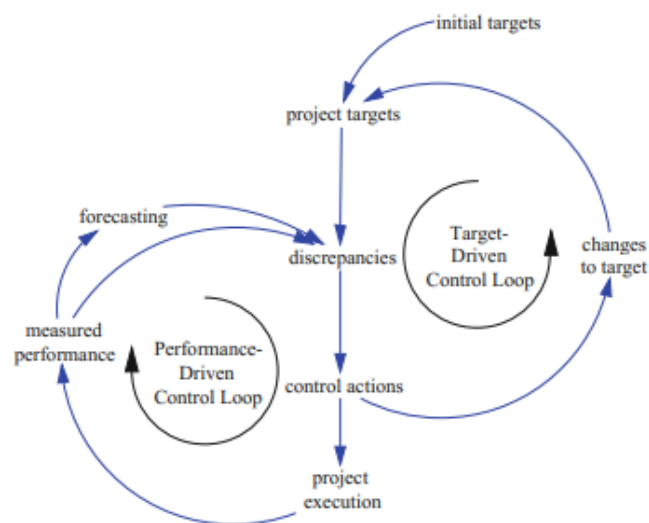 initial targets
project targets
forecasting
discrepancies
Target-
Driven
Control Loop
changes
to target
measured
performance
Performance-
Driven
Control Loop
control actions
project
execution